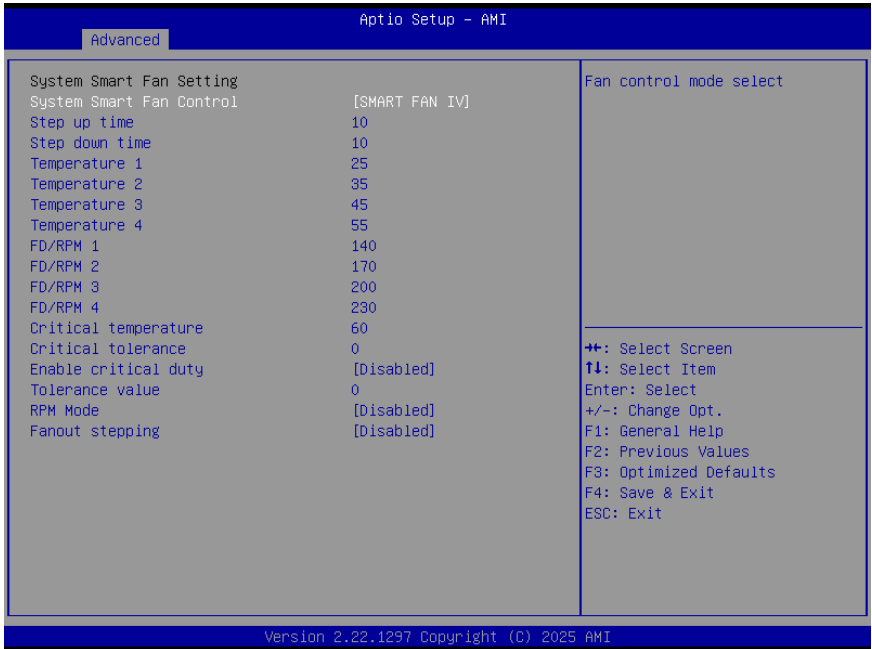 Aptio Setup – AMI
Advanced
System Smart Fan Setting
System Smart Fan Control [SMART FAN IV]
Step up time 10
Step down time 10
Temperature 1 25
Temperature 2 35
Temperature 3 45
Temperature 4 55
FD/RPM 1 140
FD/RPM 2 170
FD/RPM 3 200
FD/RPM 4 230
Critical temperature 60
Critical tolerance 0
Enable critical duty [Disabled]
Tolerance value 0
RPM Mode [Disabled]
Fanout stepping [Disabled]
Fan control mode select
→←: Select Screen
↑↓: Select Item
Enter: Select
+/-: Change Opt.
F1: General Help
F2: Previous Values
F3: Optimized Defaults
F4: Save & Exit
ESC: Exit
Version 2.22.1297 Copyright (C) 2025 AMI